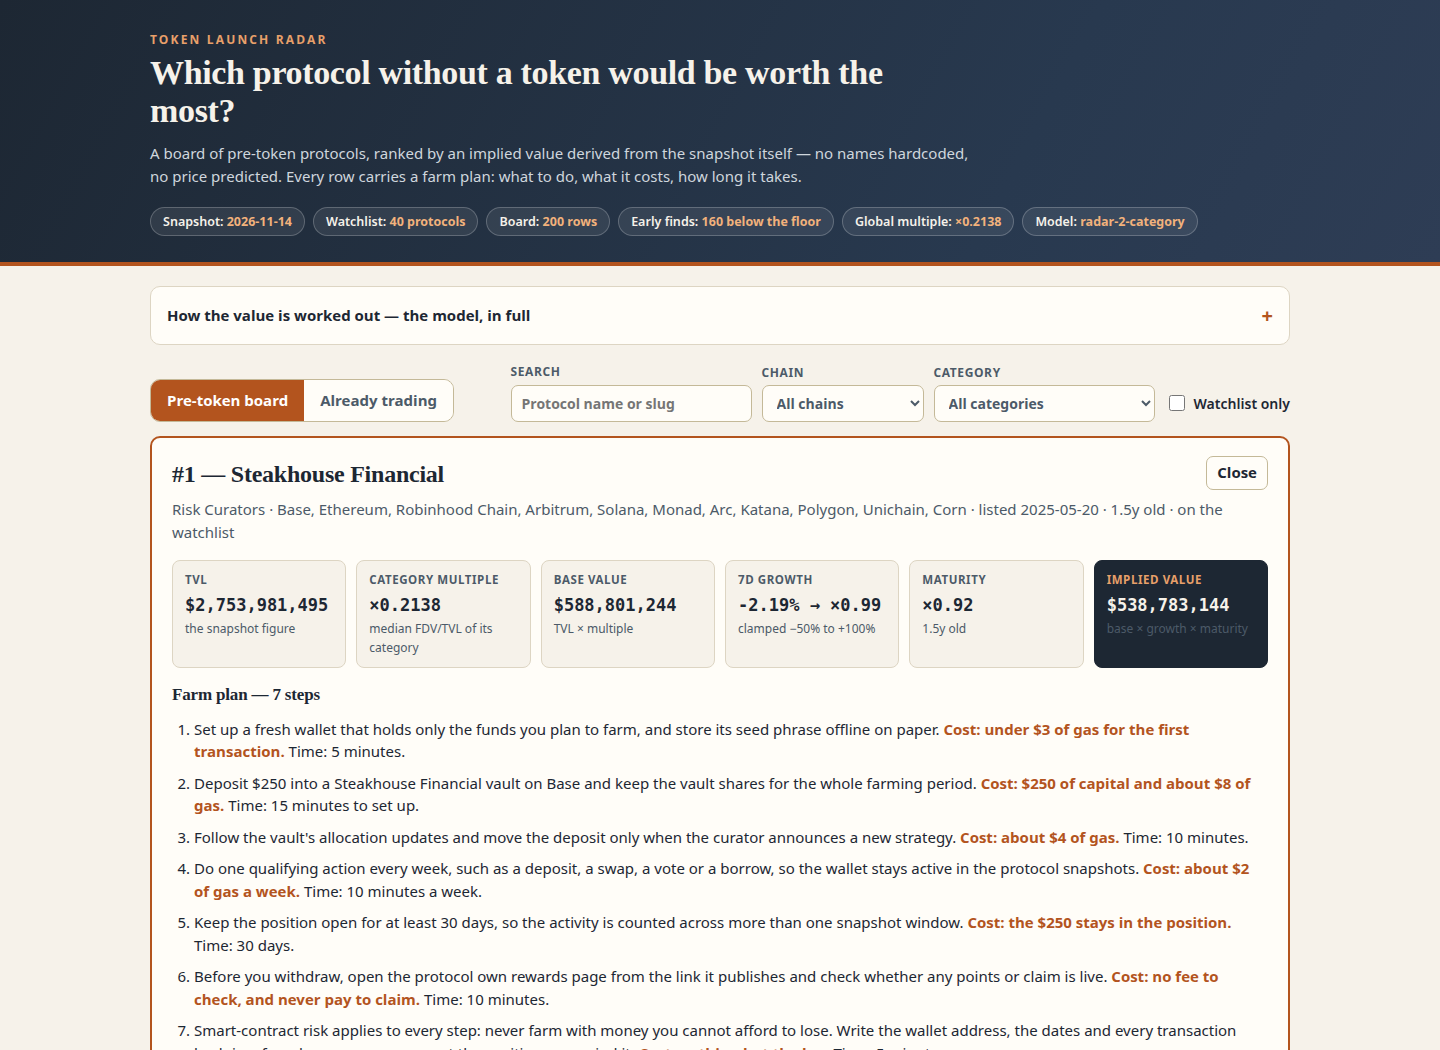 TOKEN LAUNCH RADAR
Which protocol without a token would be worth the
most?
A board of pre-token protocols, ranked by an implied value derived from the snapshot itself — no names hardcoded,
no price predicted. Every row carries a farm plan: what to do, what it costs, how long it takes.
Snapshot: 2026-11-14 Watchlist: 40 protocols Board: 200 rows Early finds: 160 below the floor Global multiple: ×0.2138 Model: radar-2-category
How the value is worked out — the model, in full +
Pre-token board Already trading
SEARCH CHAIN CATEGORY
Protocol name or slug All chains All categories Watchlist only
#1 — Steakhouse Financial Close
Risk Curators · Base, Ethereum, Robinhood Chain, Arbitrum, Solana, Monad, Arc, Katana, Polygon, Unichain, Corn · listed 2025-05-20 · 1.5y old · on the
watchlist
TVL CATEGORY MULTIPLE BASE VALUE 7D GROWTH MATURITY IMPLIED VALUE
$2,753,981,495 ×0.2138 $588,801,244 -2.19% → ×0.99 ×0.92 $538,783,144
the snapshot figure median FDV/TVL of its TVL × multiple clamped −50% to +100% 1.5y old base × growth × maturity
category
Farm plan — 7 steps
1. Set up a fresh wallet that holds only the funds you plan to farm, and store its seed phrase offline on paper. Cost: under $3 of gas for the first
transaction. Time: 5 minutes.
2. Deposit $250 into a Steakhouse Financial vault on Base and keep the vault shares for the whole farming period. Cost: $250 of capital and about $8 of
gas. Time: 15 minutes to set up.
3. Follow the vault's allocation updates and move the deposit only when the curator announces a new strategy. Cost: about $4 of gas. Time: 10 minutes.
4. Do one qualifying action every week, such as a deposit, a swap, a vote or a borrow, so the wallet stays active in the protocol snapshots. Cost: about $2
of gas a week. Time: 10 minutes a week.
5. Keep the position open for at least 30 days, so the activity is counted across more than one snapshot window. Cost: the $250 stays in the position.
Time: 30 days.
6. Before you withdraw, open the protocol own rewards page from the link it publishes and check whether any points or claim is live. Cost: no fee to
check, and never pay to claim. Time: 10 minutes.
7. Smart-contract risk applies to every step: never farm with money you cannot afford to lose. Write the wallet address, the dates and every transaction